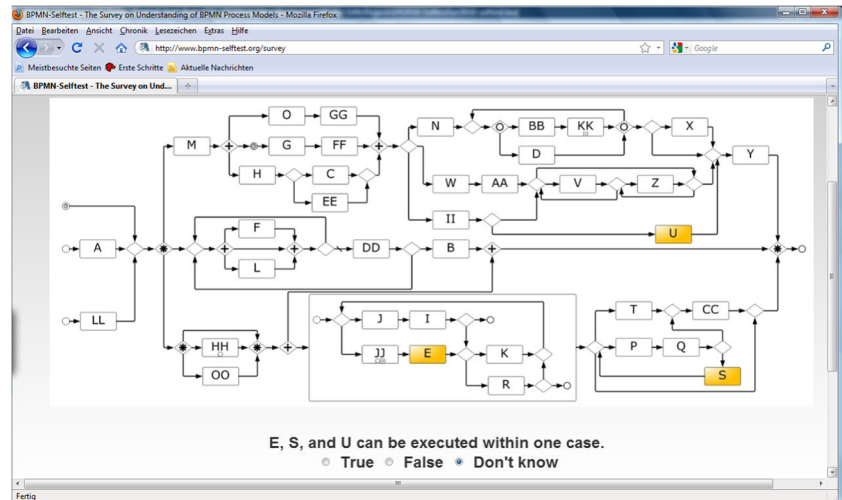 BPMN-Selftest - The Survey on Understanding of BPMN Process Models - Mozilla Firefox
Datei Bearbeiten Ansicht Chronik Lesezeichen Extras Hilfe
http://www.bpmn-selftest.org/survey
Google
Meistbesuchte Seiten Erste Schritte Aktuelle Nachrichten
BPMN-Selftest - The Survey on Und...
O GG
N BB KK X
M G FF
D Y
H C
W AA V Z
EE
II
F U
A DD B
L
LL
T CC
J I
HH
P Q
JJ E K
OO
S
R
E, S, and U can be executed within one case.
True False Don't know
Fertig